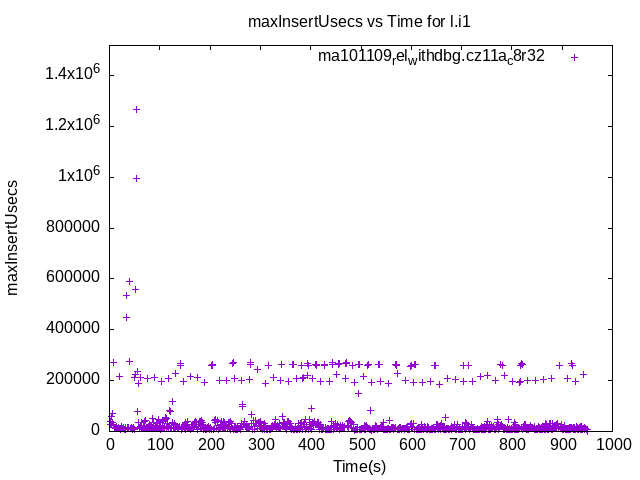 maxInsertUsecs vs Time for l.i1
ma101109_rel_withdbg.cz11a_c8r32
1.4x10^6
1.2x10^6
1x10^6
800000
600000
400000
200000
0
maxInsertUsecs
0 100 200 300 400 500 600 700 800 900 1000
Time(s)